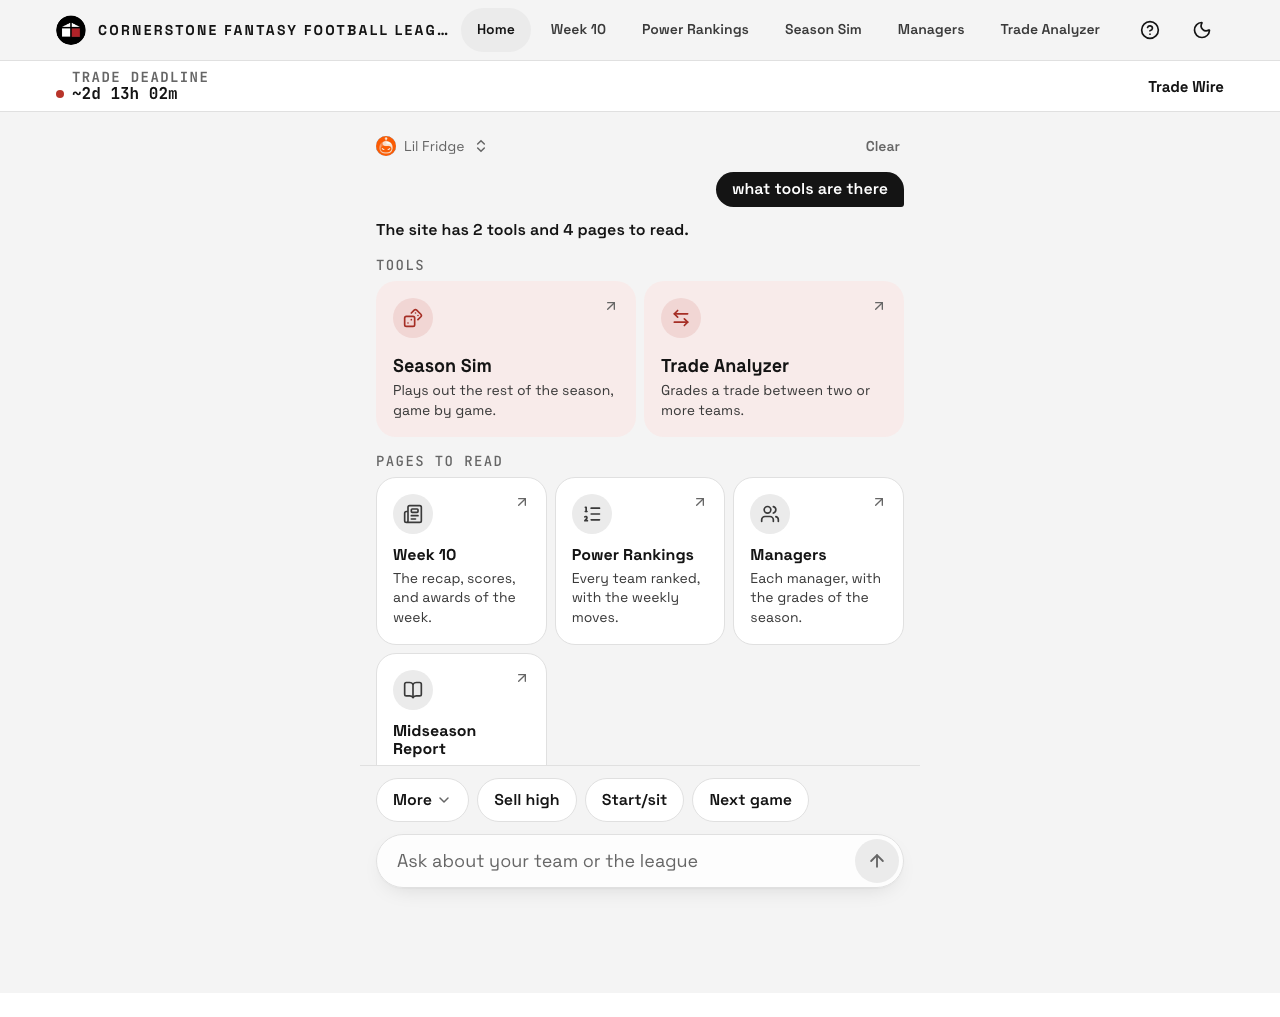 CORNERSTONE FANTASY FOOTBALL LEAG…
Home
Week 10
Power Rankings
Season Sim
Managers
Trade Analyzer
TRADE DEADLINE
~2d 13h 02m
Trade Wire
Lil Fridge
Clear
what tools are there
The site has 2 tools and 4 pages to read.
TOOLS
Season Sim
Plays out the rest of the season,
game by game.
Trade Analyzer
Grades a trade between two or
more teams.
PAGES TO READ
Week 10
The recap, scores,
and awards of the
week.
Power Rankings
Every team ranked,
with the weekly
moves.
Managers
Each manager, with
the grades of the
season.
Midseason
Report
More
Sell high
Start/sit
Next game
Ask about your team or the league